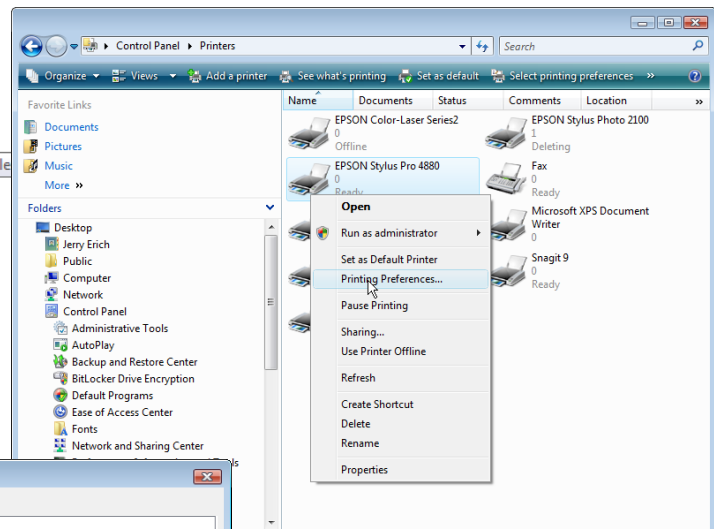 Control Panel ▸ Printers
Search
Organize Views Add a printer See what's printing Set as default Select printing preferences »
Favorite Links
Documents
Pictures
Music
More »
Folders
Desktop
Jerry Erich
Public
Computer
Network
Control Panel
Administrative Tools
AutoPlay
Backup and Restore Center
BitLocker Drive Encryption
Default Programs
Ease of Access Center
Fonts
Network and Sharing Center
Name Documents Status Comments Location »
EPSON Color-Laser Series2
0
Offline
EPSON Stylus Photo 2100
1
Deleting
EPSON Stylus Pro 4880
0
Ready
Fax
0
Ready
Microsoft XPS Document
Writer
0
Snagit 9
0
Ready
Open
Run as administrator
Set as Default Printer
Printing Preferences...
Pause Printing
Sharing...
Use Printer Offline
Refresh
Create Shortcut
Delete
Rename
Properties